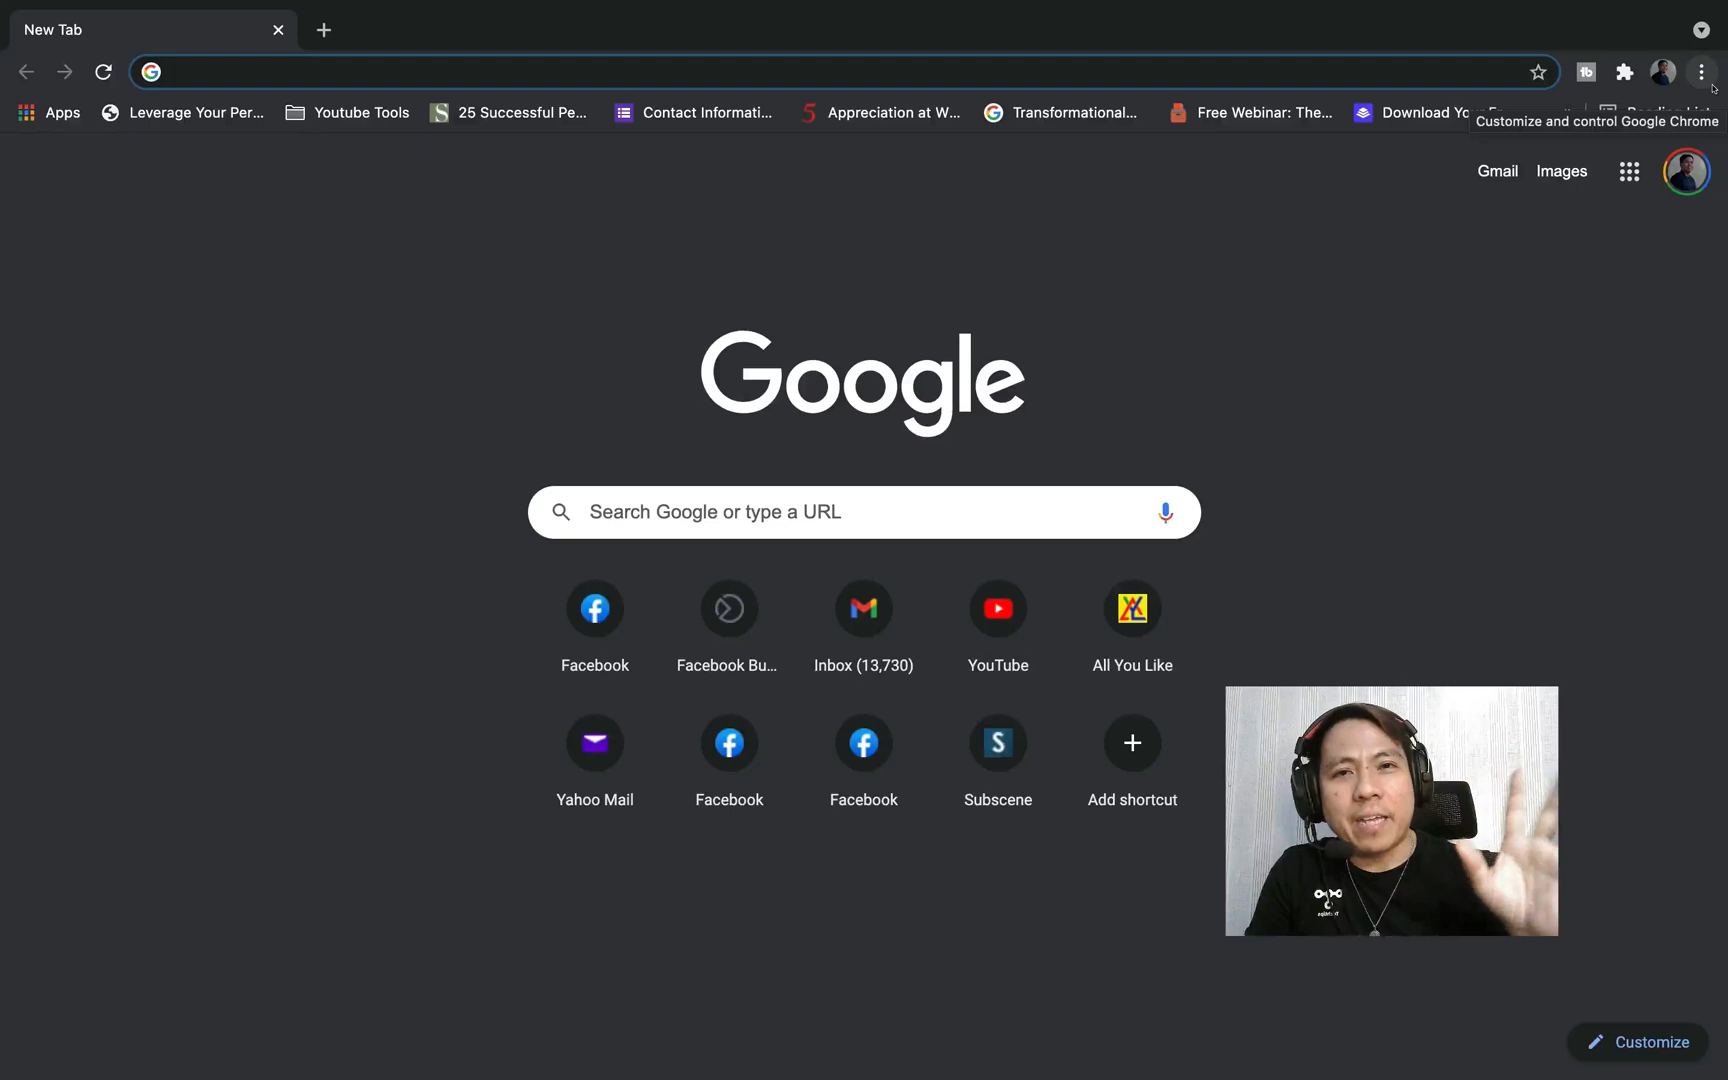 New Tab
Apps
Leverage Your Per...
Youtube Tools
25 Successful Pe...
Contact Informati...
Appreciation at W...
Transformational...
Free Webinar: The...
Download Yo
Customize and control Google Chrome
Gmail
Images
Google
Search Google or type a URL
Facebook
Facebook Bu...
Inbox (13,730)
YouTube
All You Like
Yahoo Mail
Facebook
Facebook
Subscene
Add shortcut
Customize